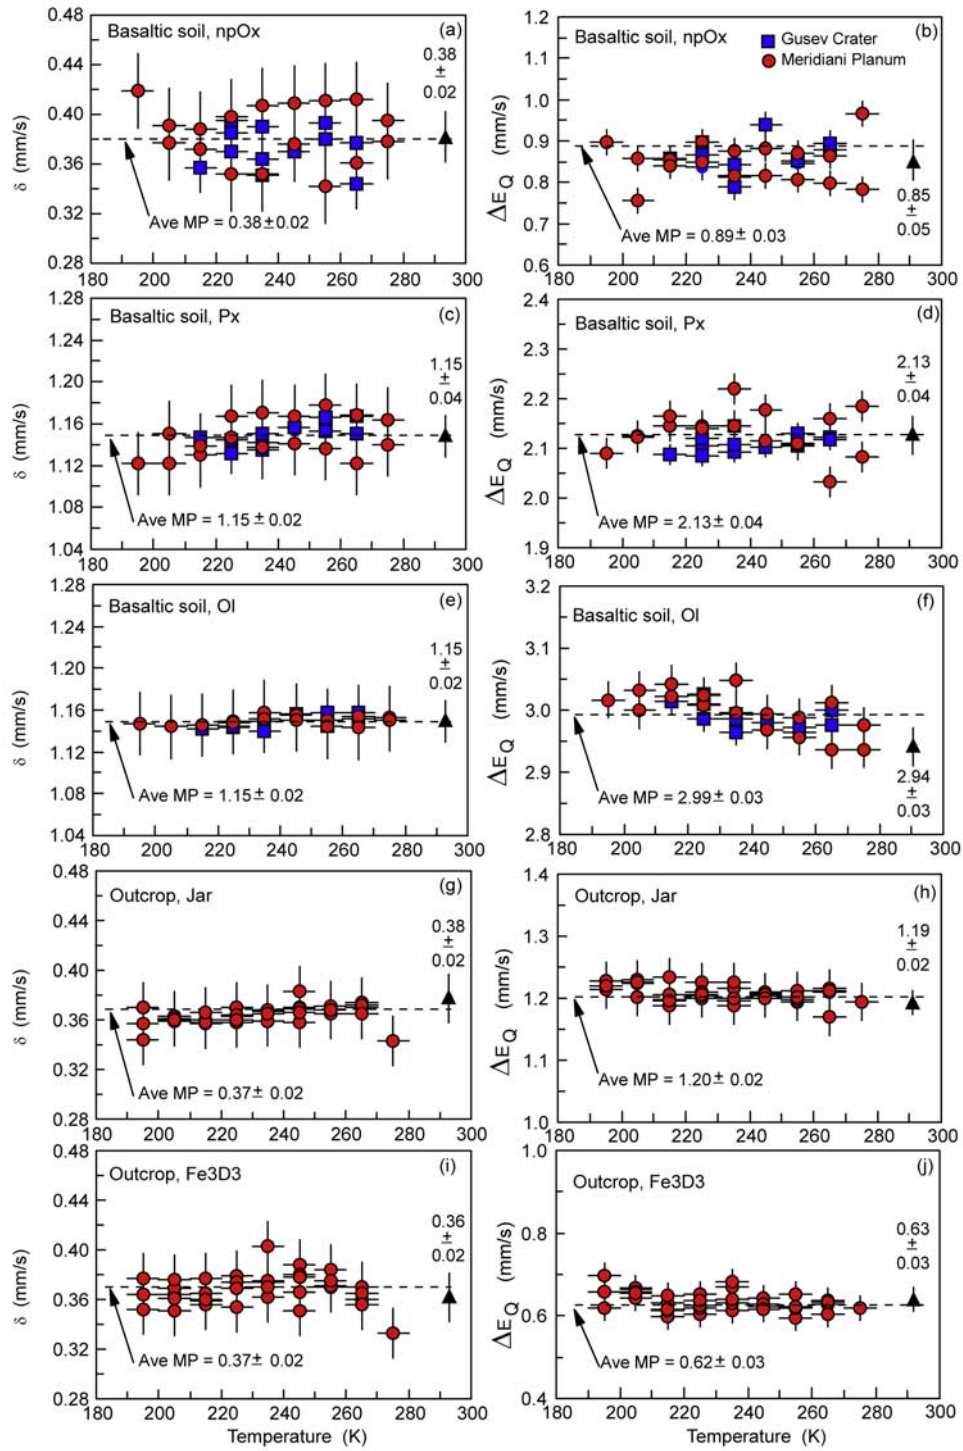 (a)
Basaltic soil, npOx
0.38
±
0.02
0.48
0.44
0.40
0.36
0.32
0.28
δ (mm/s)
Ave MP = 0.38 ± 0.02
180 200 220 240 260 280 300
(b)
Basaltic soil, npOx
Gusev Crater
Meridiani Planum
1.2
1.1
1.0
0.9
0.8
0.7
0.6
ΔE_Q (mm/s)
0.85
±
0.05
Ave MP = 0.89 ± 0.03
180 200 220 240 260 280 300
(c)
Basaltic soil, Px
1.15
±
0.04
1.28
1.24
1.20
1.16
1.12
1.08
1.04
δ (mm/s)
Ave MP = 1.15 ± 0.02
180 200 220 240 260 280 300
(d)
Basaltic soil, Px
2.13
±
0.04
2.4
2.3
2.2
2.1
2.0
1.9
ΔE_Q (mm/s)
Ave MP = 2.13 ± 0.04
180 200 220 240 260 280 300
(e)
Basaltic soil, Ol
1.15
±
0.02
1.28
1.24
1.20
1.16
1.12
1.08
1.04
δ (mm/s)
Ave MP = 1.15 ± 0.02
180 200 220 240 260 280 300
(f)
Basaltic soil, Ol
3.2
3.1
3.0
2.9
2.8
ΔE_Q (mm/s)
2.94
±
0.03
Ave MP = 2.99 ± 0.03
180 200 220 240 260 280 300
(g)
Outcrop, Jar
0.38
±
0.02
0.48
0.44
0.40
0.36
0.32
0.28
δ (mm/s)
Ave MP = 0.37 ± 0.02
180 200 220 240 260 280 300
(h)
Outcrop, Jar
1.19
±
0.02
1.4
1.3
1.2
1.1
1.0
ΔE_Q (mm/s)
Ave MP = 1.20 ± 0.02
180 200 220 240 260 280 300
(i)
Outcrop, Fe3D3
0.36
±
0.02
0.48
0.44
0.40
0.36
0.32
0.28
δ (mm/s)
Ave MP = 0.37 ± 0.02
180 200 220 240 260 280 300
Temperature (K)
(j)
Outcrop, Fe3D3
0.63
±
0.03
1.0
0.8
0.6
0.4
ΔE_Q (mm/s)
Ave MP = 0.62 ± 0.03
180 200 220 240 260 280 300
Temperature (K)